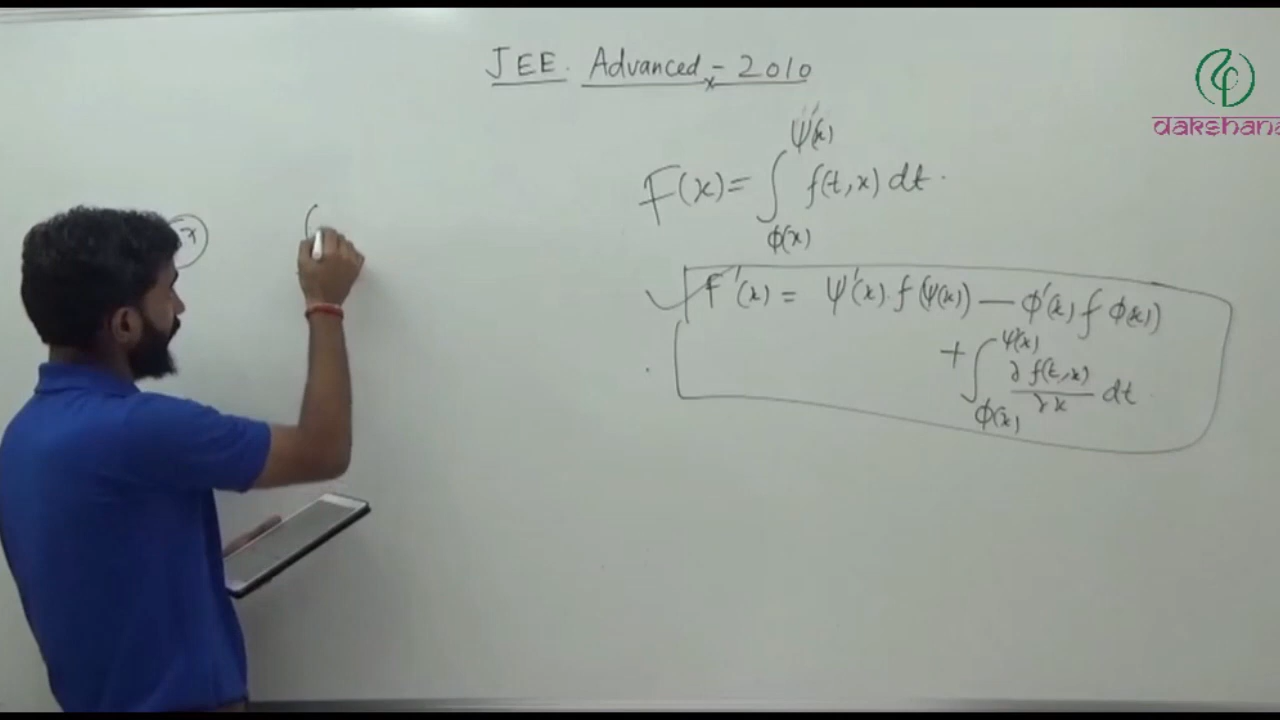 JEE. Advanced - 2010
dakshana
x
F(x) = ∫_{ϕ(x)}^{ψ(x)} f(t, x) dt.
F'(x) = ψ'(x). f(ψ(x)) — ϕ'(x) f ϕ(x))
+ ∫_{ϕ(x)}^{ψ(x)} ∂ f(t, x) / ∂x dt